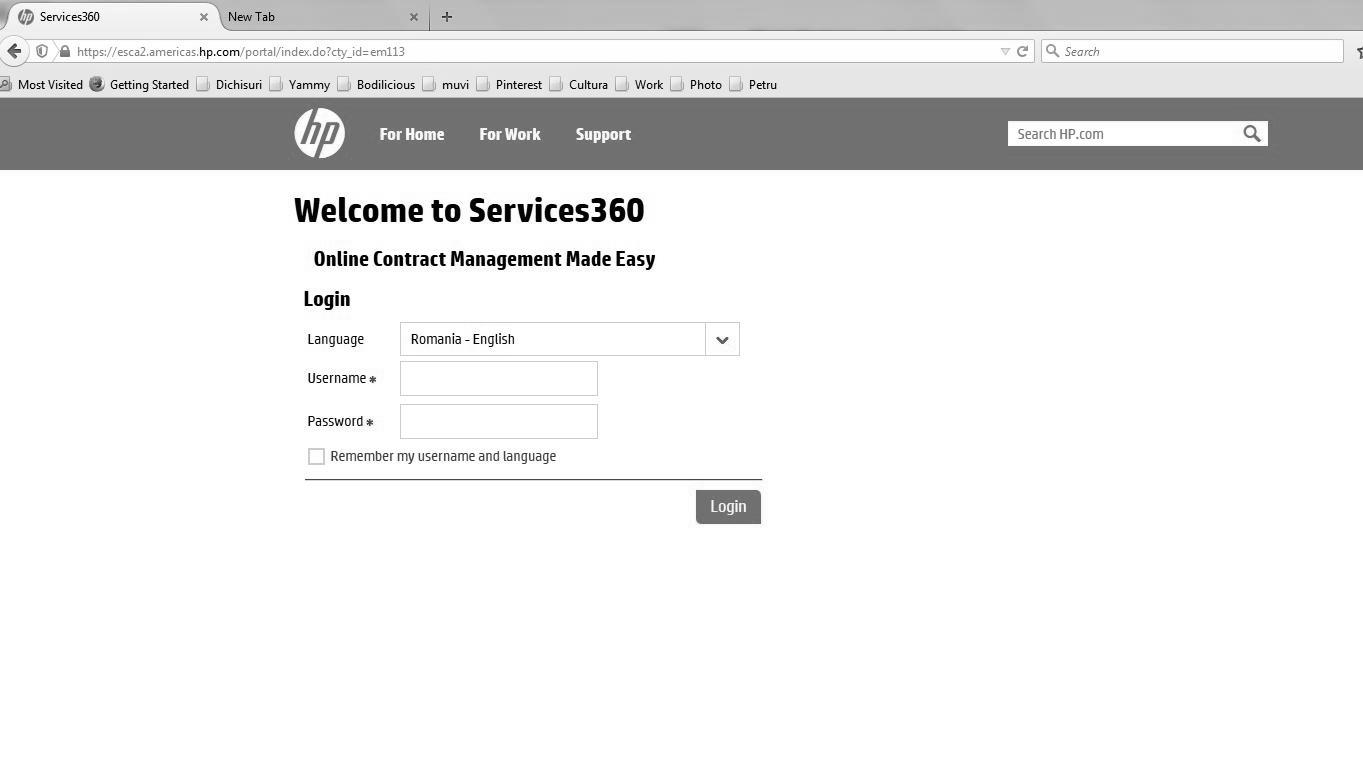 Services360
New Tab
https://esca2.americas.hp.com/portal/index.do?cty_id=em113
Search
Most Visited Getting Started Dichisuri Yammy Bodilicious muvi Pinterest Cultura Work Photo Petru
hp For Home For Work Support Search HP.com
Welcome to Services360
Online Contract Management Made Easy
Login
Language Romania - English
Username *
Password *
Remember my username and language
Login